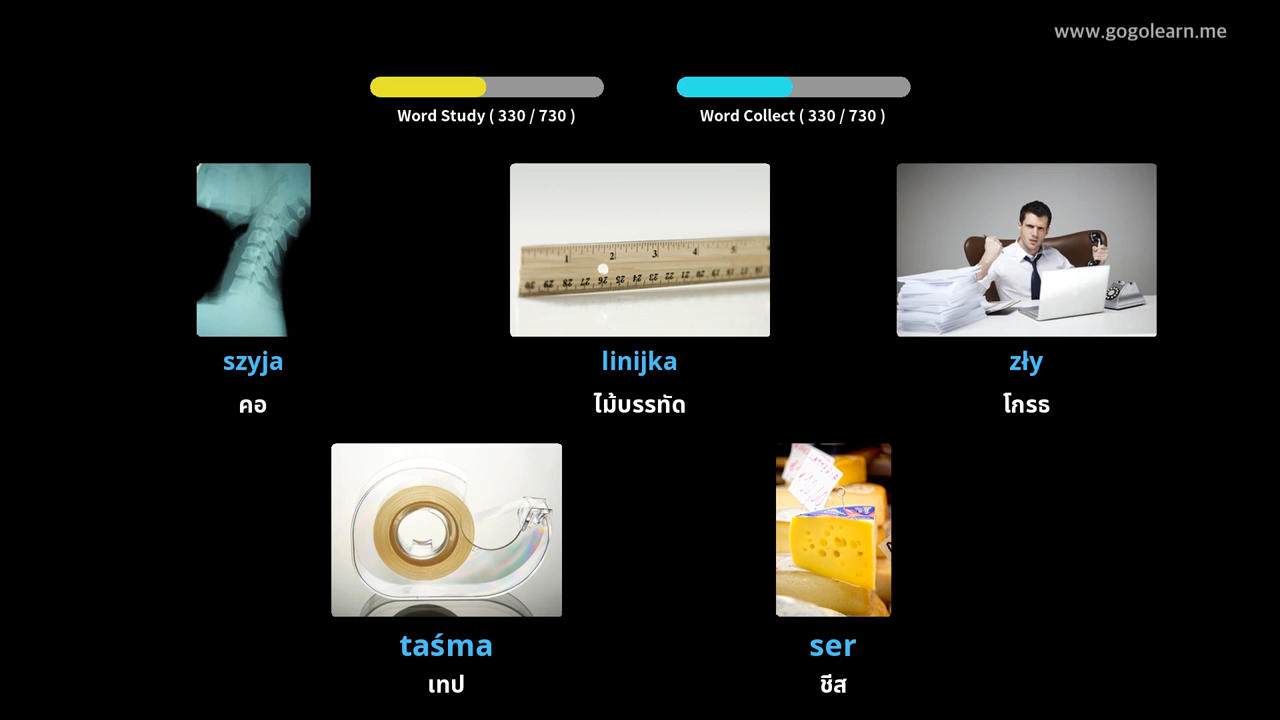 www.gogolearn.me
Word Study ( 330 / 730 )
Word Collect ( 330 / 730 )
szyja
คอ
linijka
ไม้บรรทัด
zły
โกรธ
taśma
เทป
ser
ชีส